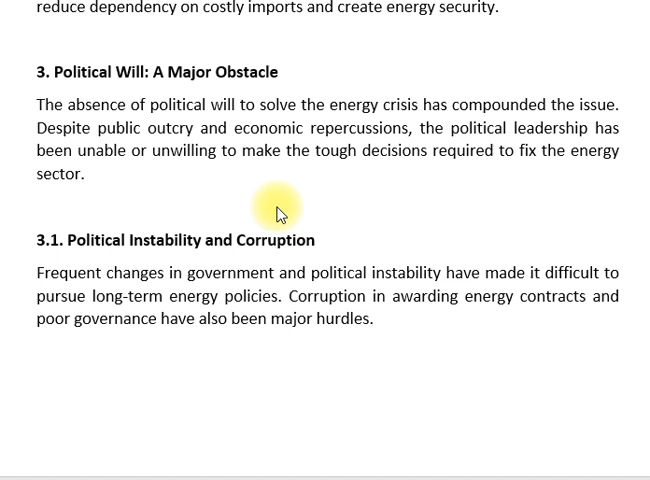 reduce dependency on costly imports and create energy security.
3. Political Will: A Major Obstacle
The absence of political will to solve the energy crisis has compounded the issue.
Despite public outcry and economic repercussions, the political leadership has
been unable or unwilling to make the tough decisions required to fix the energy
sector.
3.1. Political Instability and Corruption
Frequent changes in government and political instability have made it difficult to
pursue long-term energy policies. Corruption in awarding energy contracts and
poor governance have also been major hurdles.